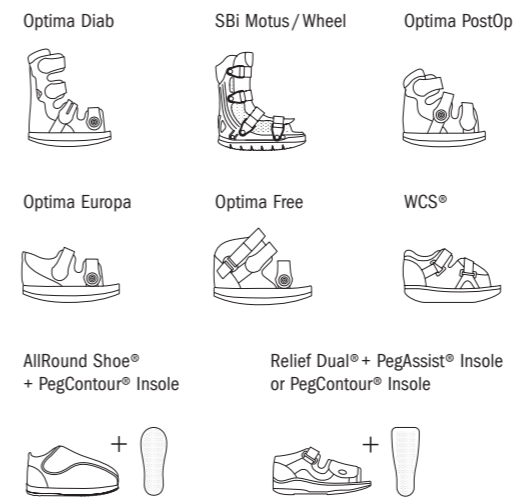 Optima Diab
SBi Motus / Wheel
Optima PostOp
Optima Europa
Optima Free
WCS®
AllRound Shoe®
+ PegContour® Insole
Relief Dual® + PegAssist® Insole
or PegContour® Insole
+
+